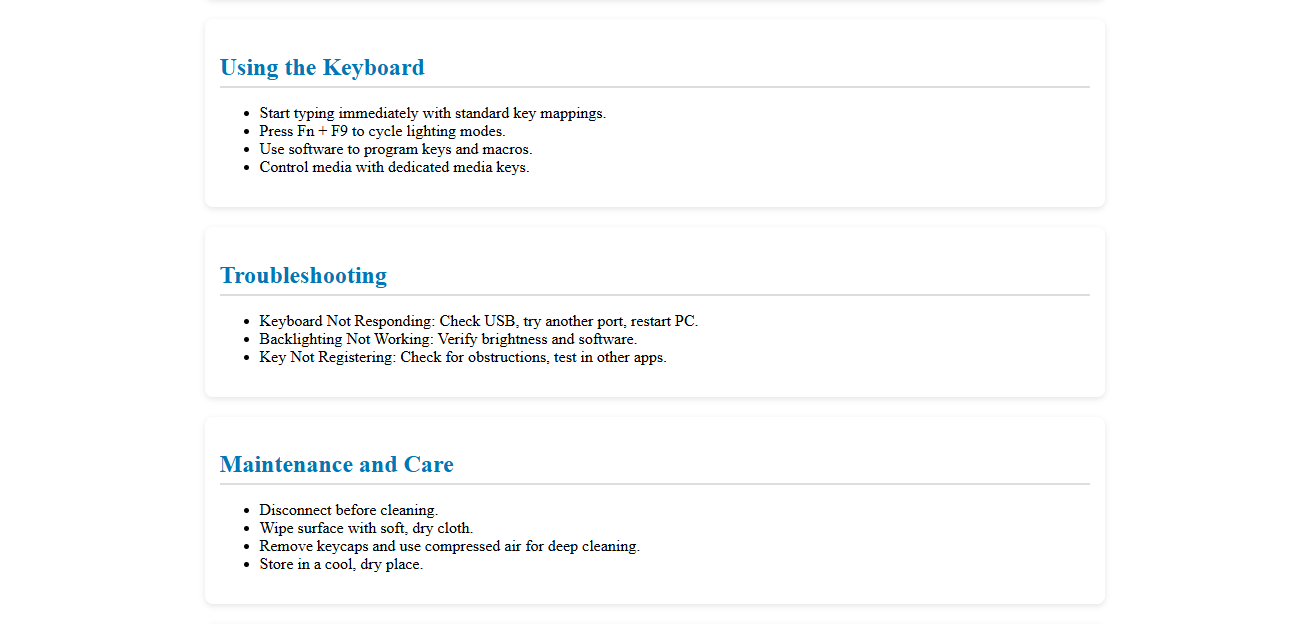 Using the Keyboard
• Start typing immediately with standard key mappings.
• Press Fn + F9 to cycle lighting modes.
• Use software to program keys and macros.
• Control media with dedicated media keys.
Troubleshooting
• Keyboard Not Responding: Check USB, try another port, restart PC.
• Backlighting Not Working: Verify brightness and software.
• Key Not Registering: Check for obstructions, test in other apps.
Maintenance and Care
• Disconnect before cleaning.
• Wipe surface with soft, dry cloth.
• Remove keycaps and use compressed air for deep cleaning.
• Store in a cool, dry place.